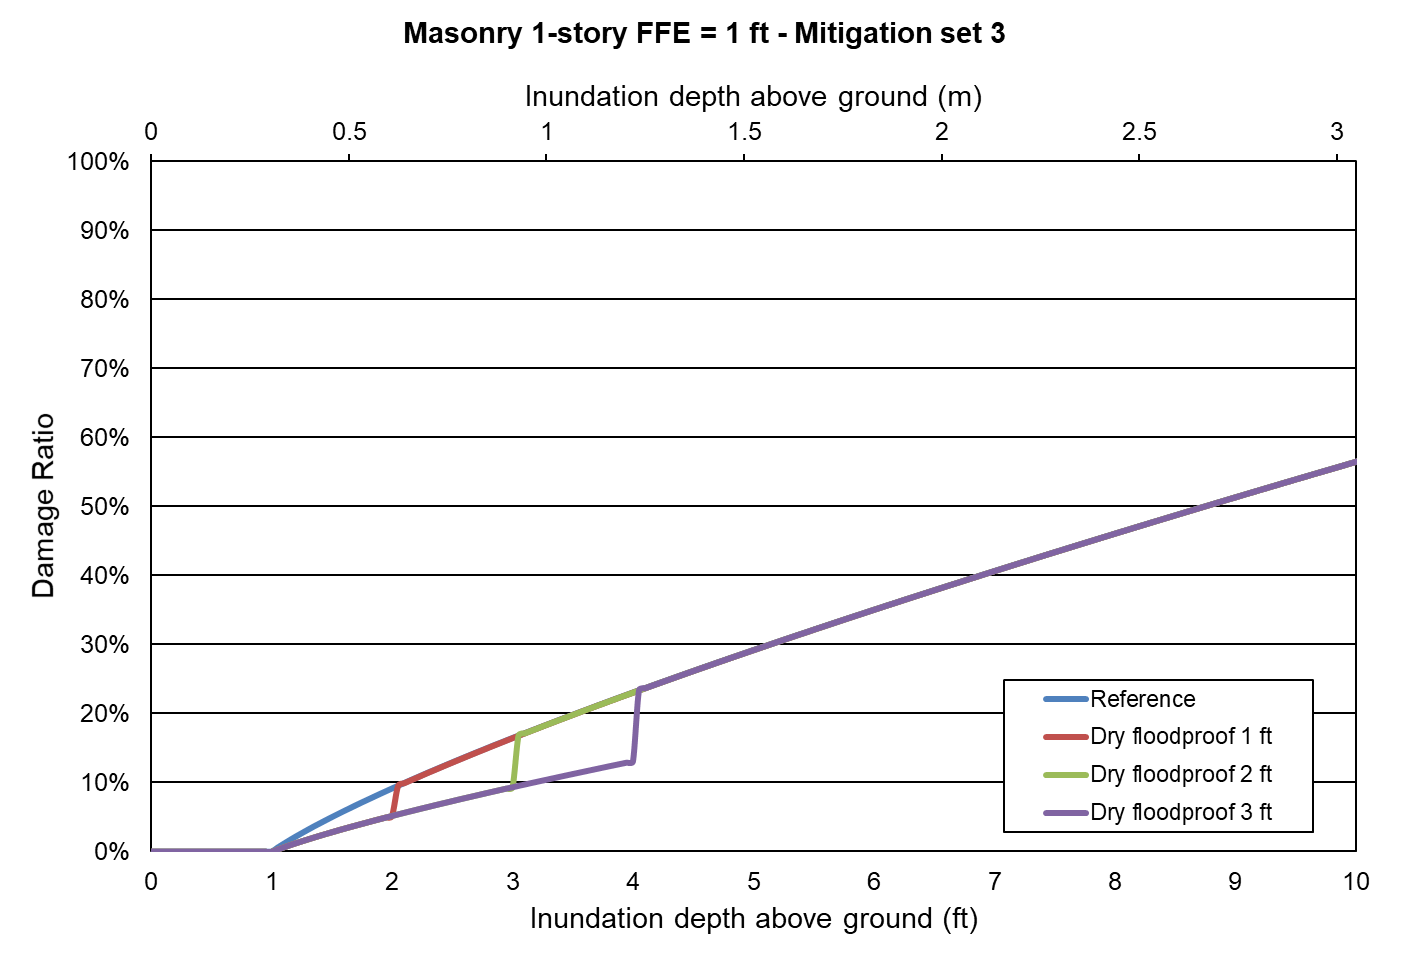 Masonry 1-story FFE = 1 ft - Mitigation set 3
Inundation depth above ground (m)
0 0.5 1 1.5 2 2.5 3
100%
90%
80%
70%
60%
50%
40%
30%
20%
10%
0%
Damage Ratio
Reference
Dry floodproof 1 ft
Dry floodproof 2 ft
Dry floodproof 3 ft
0 1 2 3 4 5 6 7 8 9 10
Inundation depth above ground (ft)